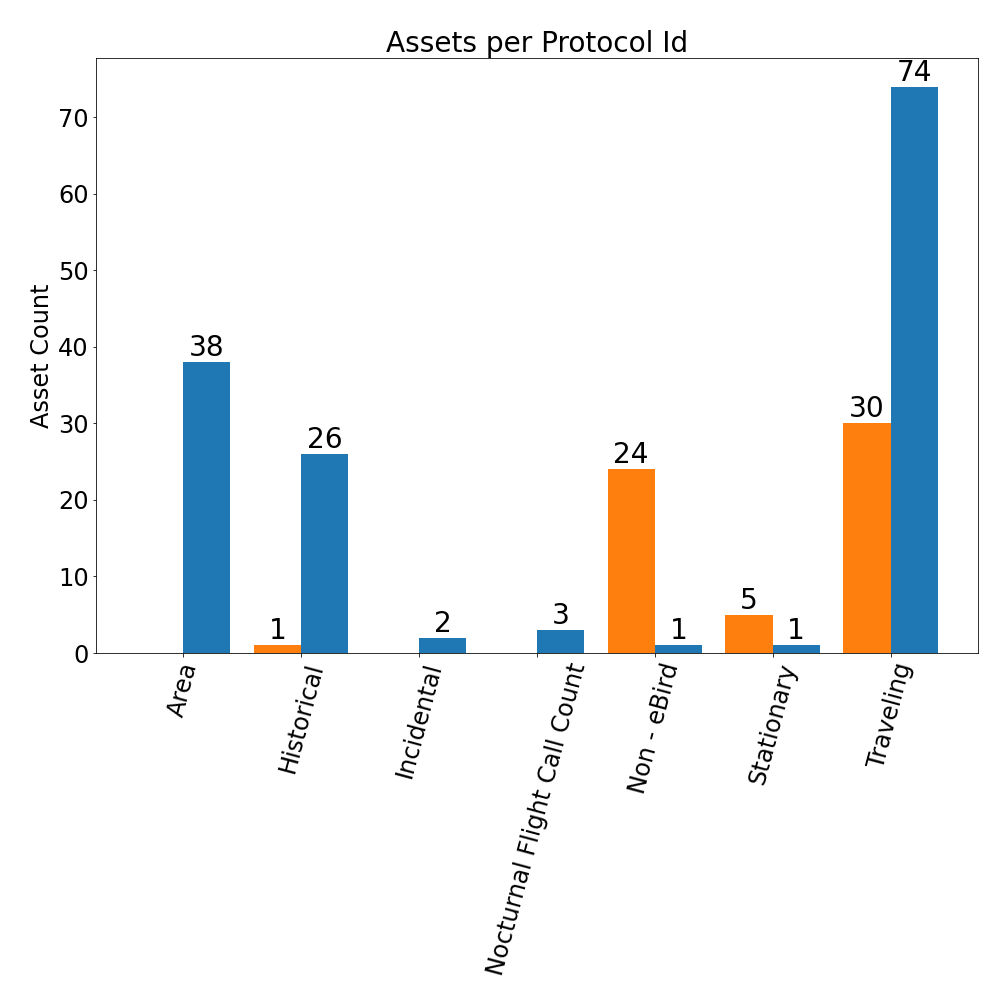 Assets per Protocol Id
Asset Count
70
60
50
40
30
20
10
0
38
1
26
2
3
24
1
5
1
30
74
Area
Historical
Incidental
Nocturnal Flight Call Count
Non - eBird
Stationary
Traveling